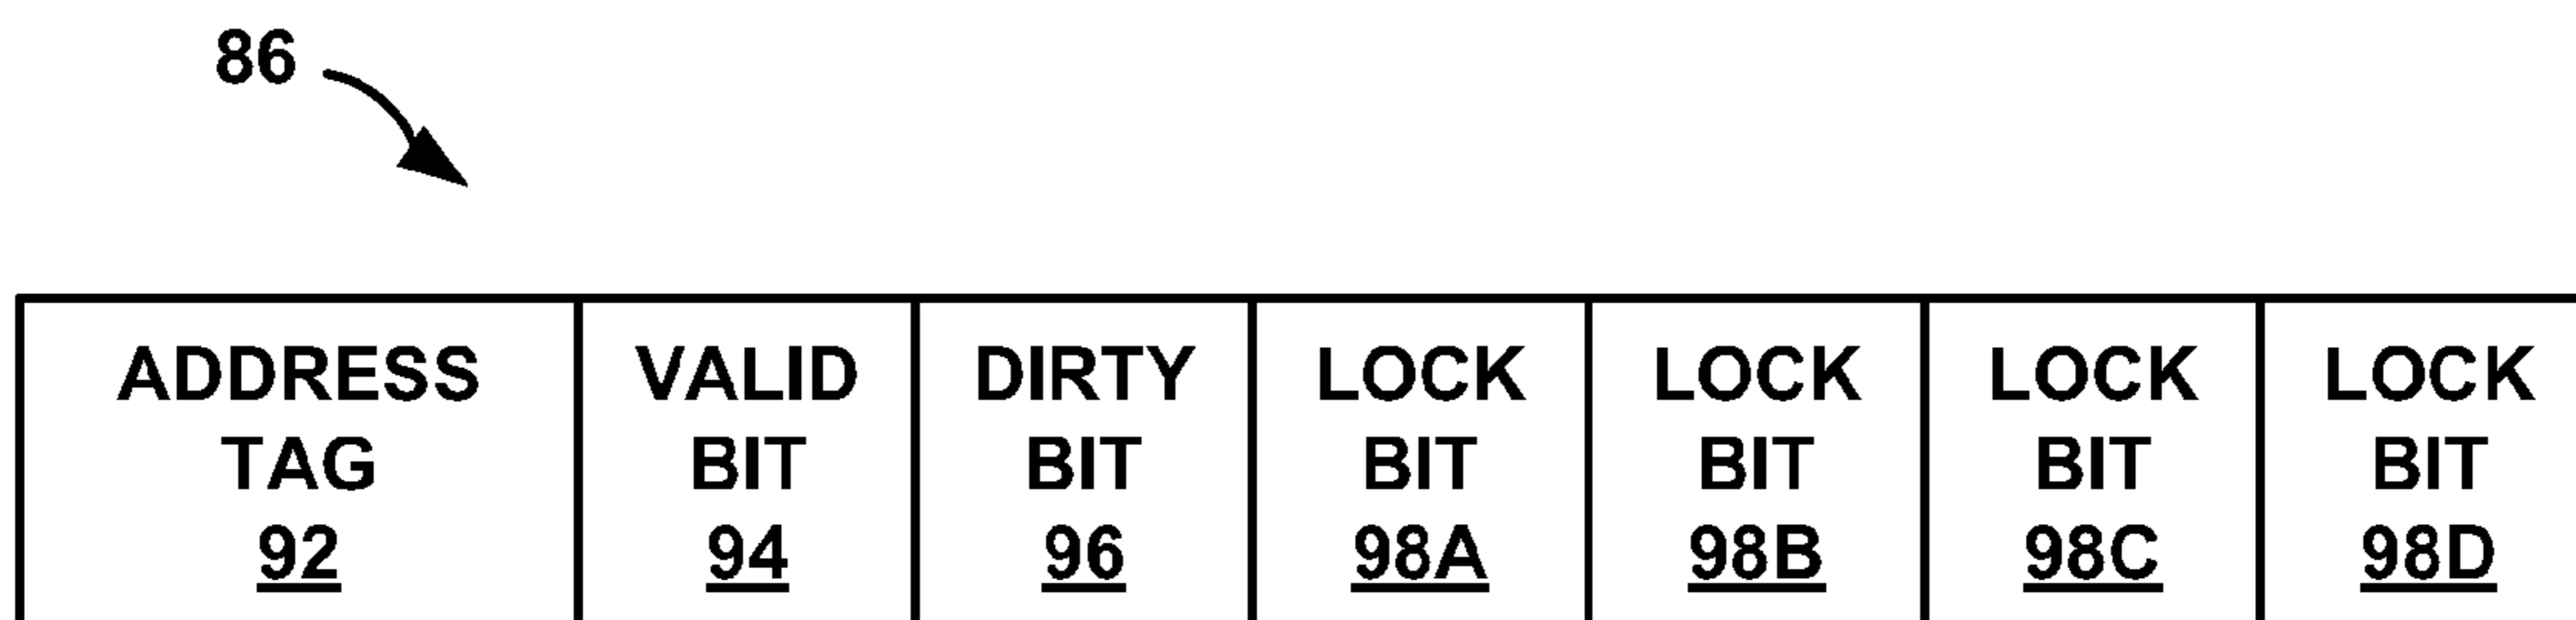 86
ADDRESS TAG 92
VALID BIT 94
DIRTY BIT 96
LOCK BIT 98A
LOCK BIT 98B
LOCK BIT 98C
LOCK BIT 98D